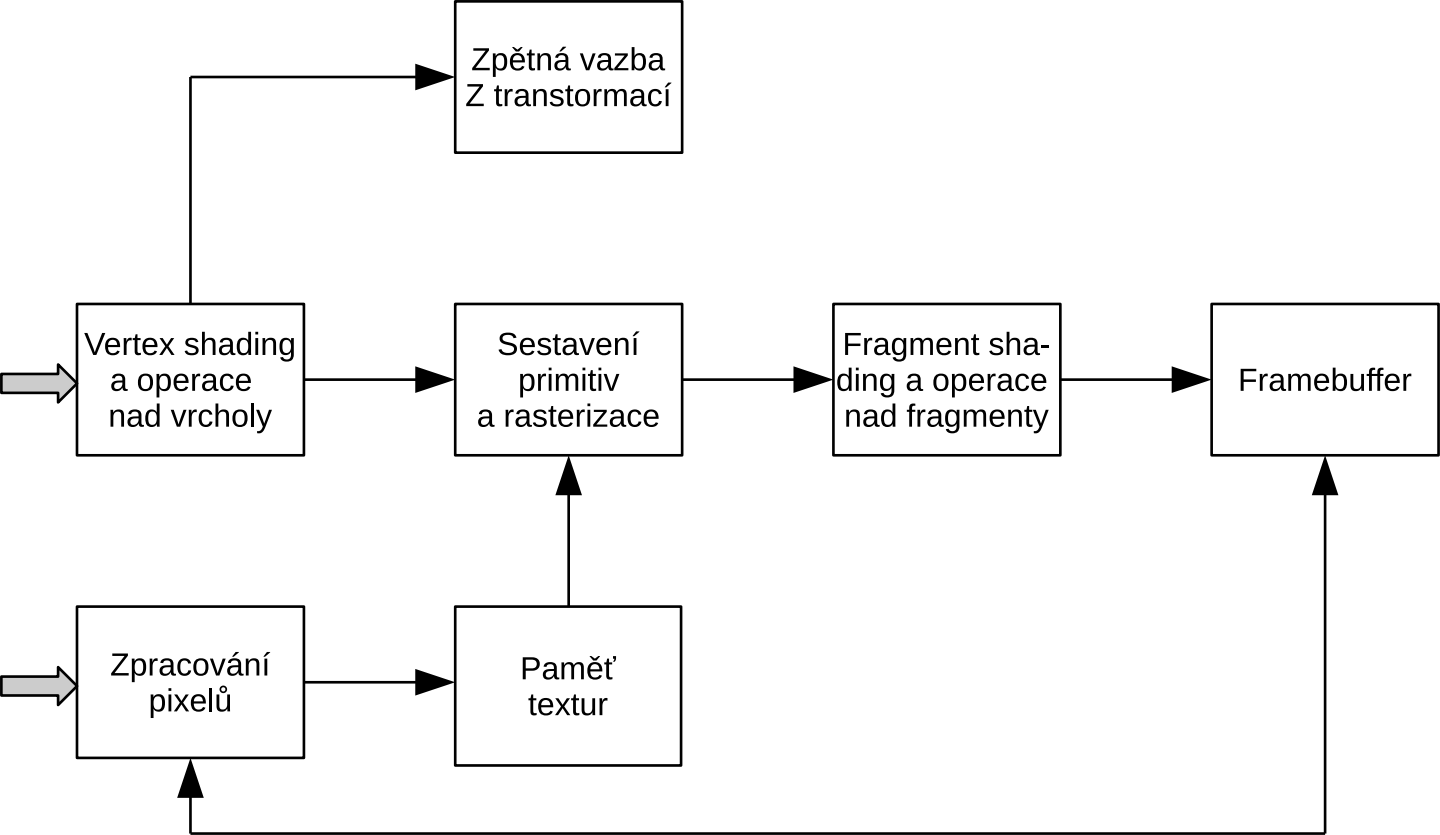 Zpětná vazba
Z transtormací
Vertex shading
a operace
nad vrcholy
Sestavení
primitiv
a rasterizace
Fragment sha-
ding a operace
nad fragmenty
Framebuffer
Zpracování
pixelů
Paměť
textur